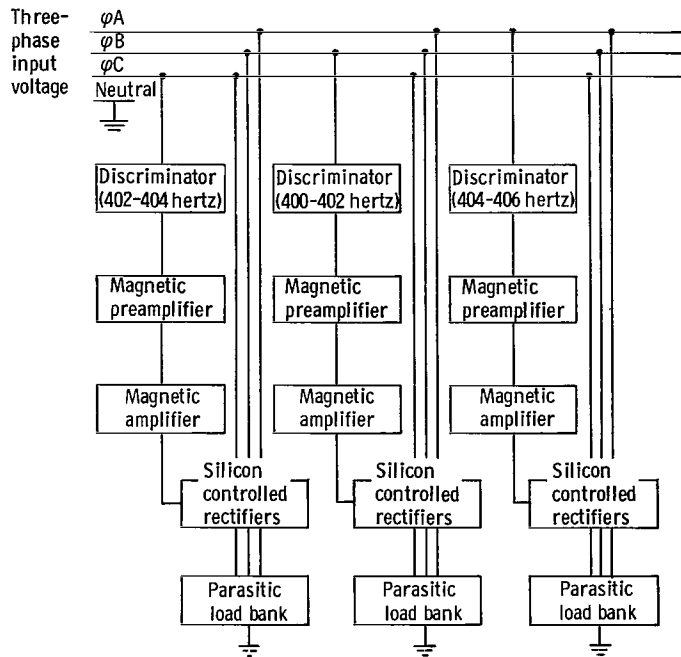 Three-
phase
input
voltage
φA
φB
φC
Neutral
Discriminator
(402-404 hertz)
Discriminator
(400-402 hertz)
Discriminator
(404-406 hertz)
Magnetic
preamplifier
Magnetic
preamplifier
Magnetic
preamplifier
Magnetic
amplifier
Magnetic
amplifier
Magnetic
amplifier
Silicon
controlled
rectifiers
Silicon
controlled
rectifiers
Silicon
controlled
rectifiers
Parasitic
load bank
Parasitic
load bank
Parasitic
load bank